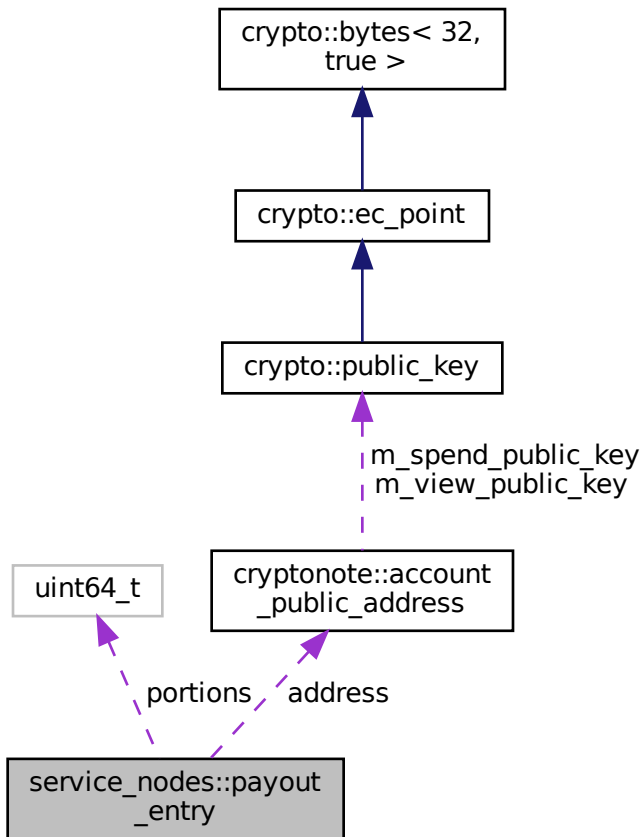 crypto::bytes< 32,
true >
crypto::ec_point
crypto::public_key
m_spend_public_key
m_view_public_key
uint64_t
cryptonote::account
_public_address
portions
address
service_nodes::payout
_entry